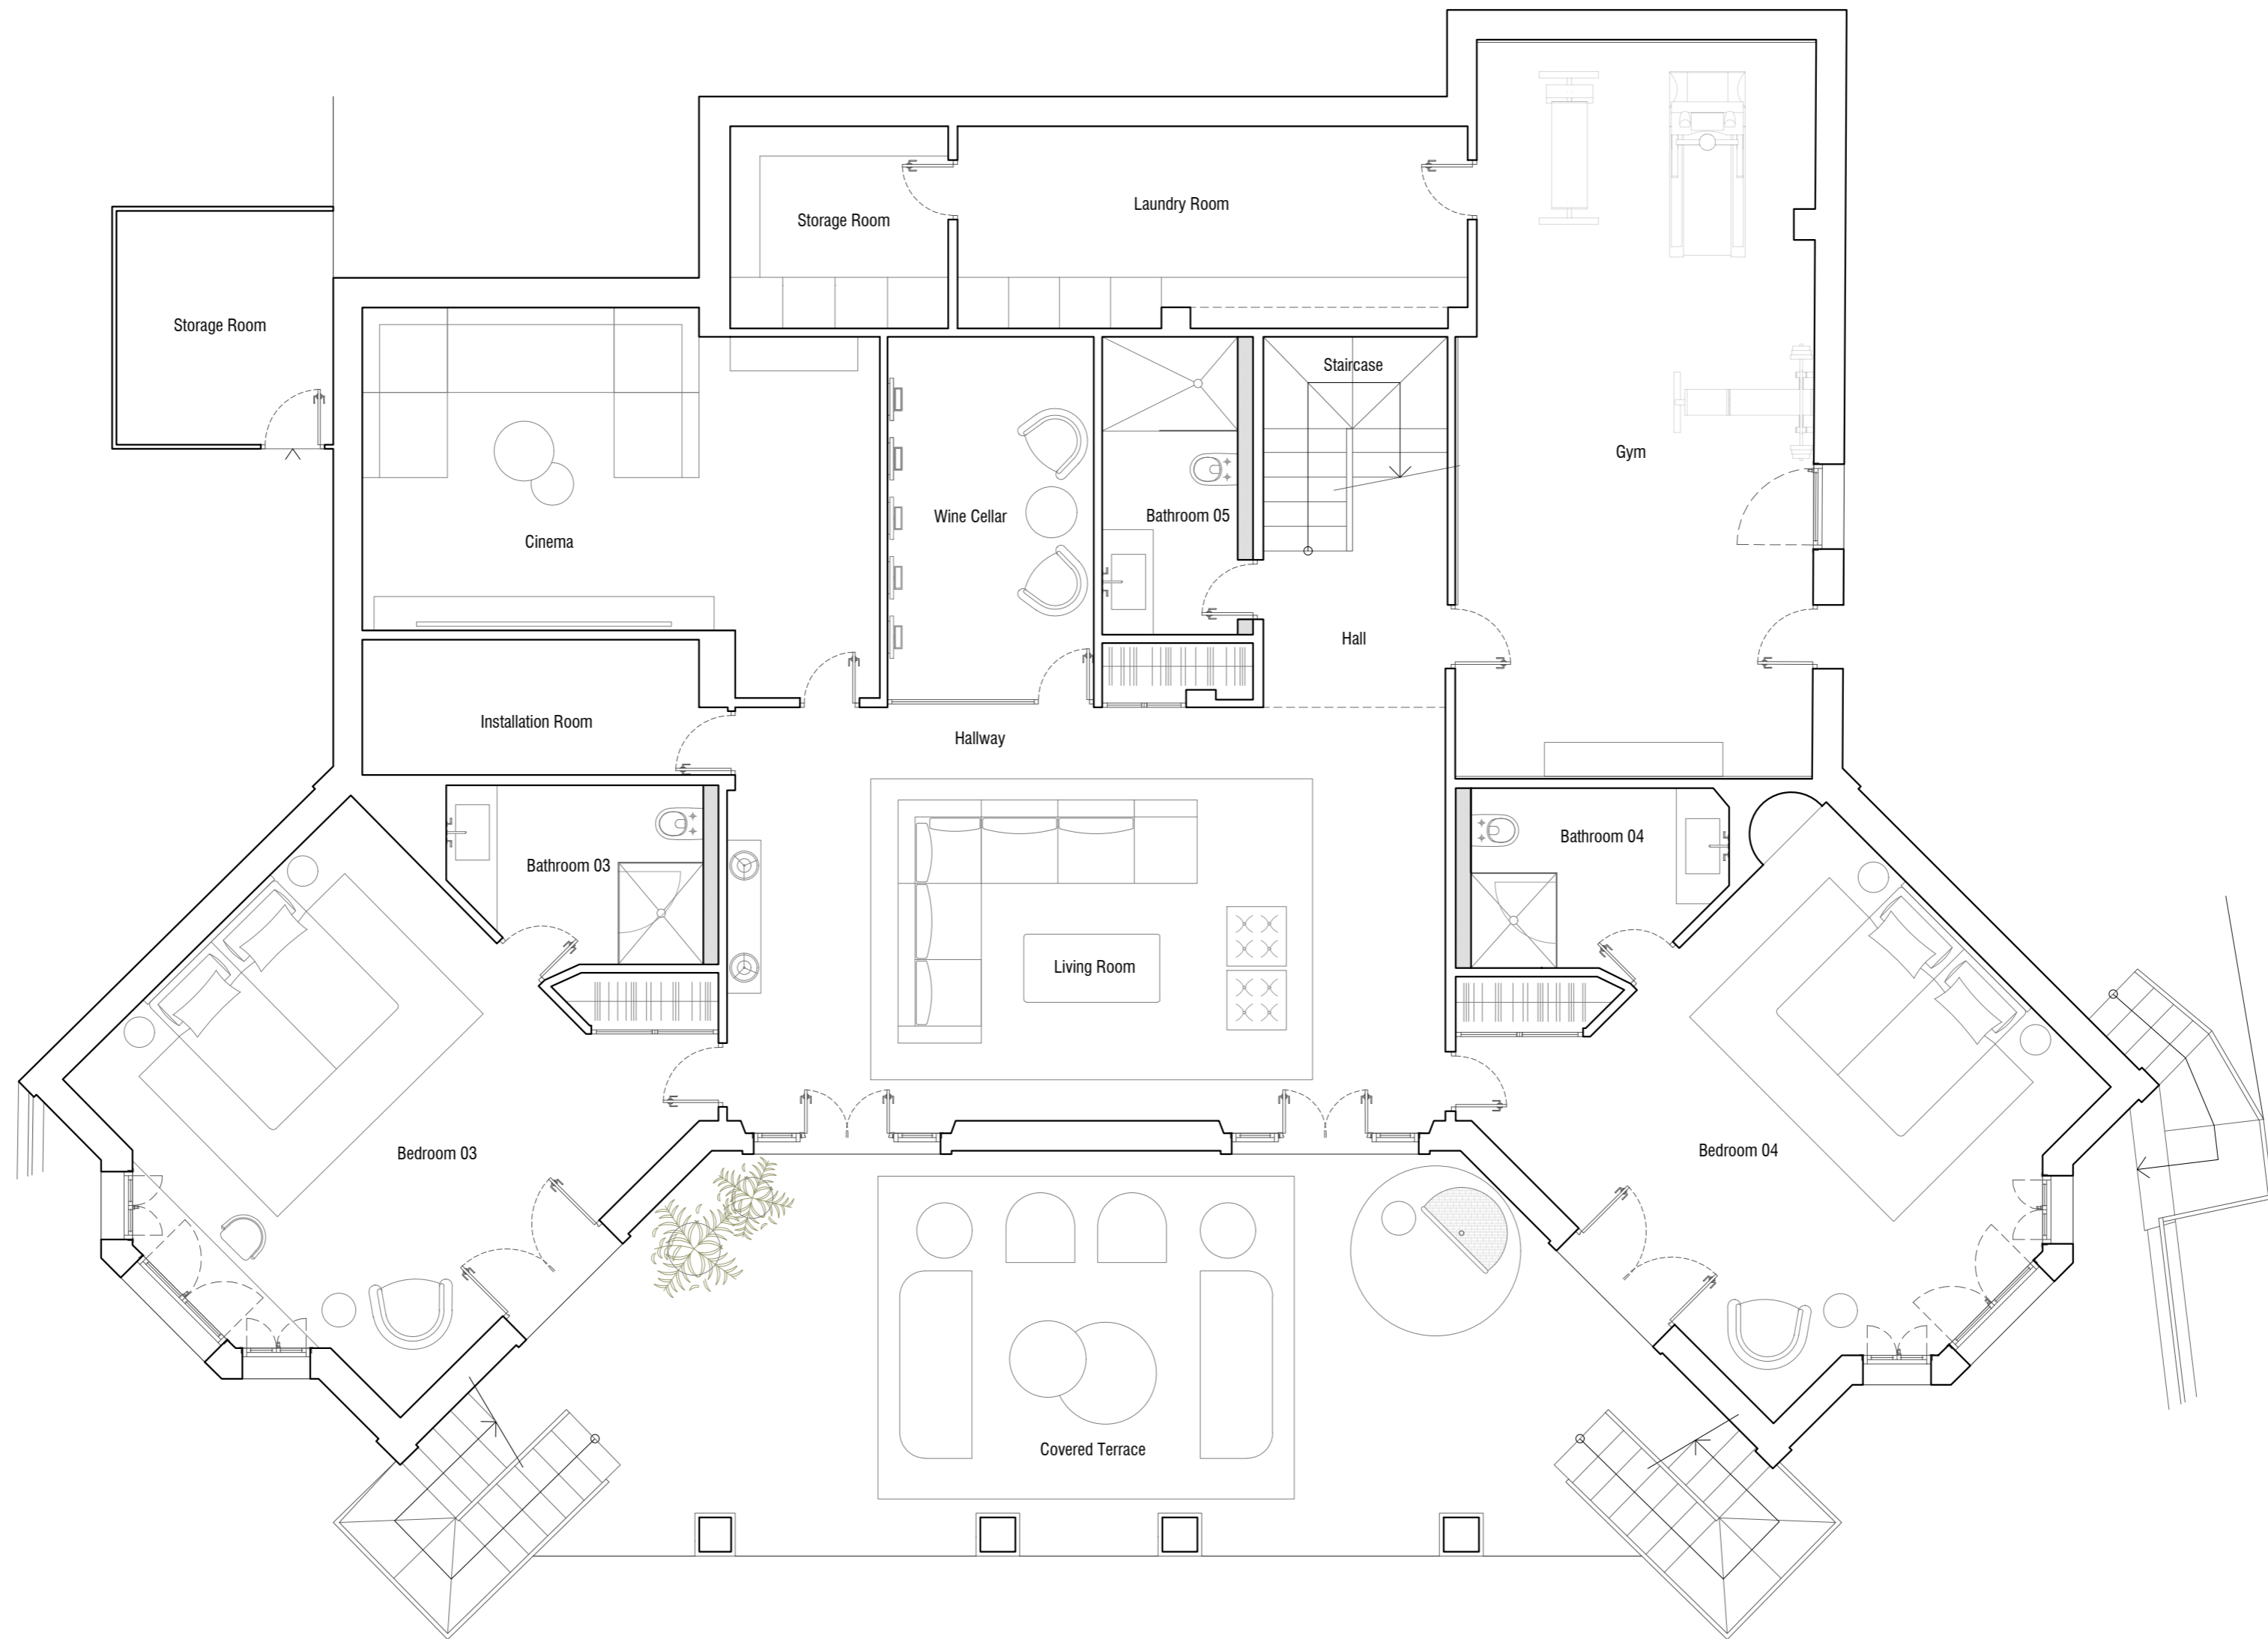 Storage Room
Laundry Room
Storage Room
Staircase
Gym
Wine Cellar
Bathroom 05
Cinema
Hall
Installation Room
Hallway
Bathroom 03
Bathroom 04
Living Room
Bedroom 03
Bedroom 04
Covered Terrace